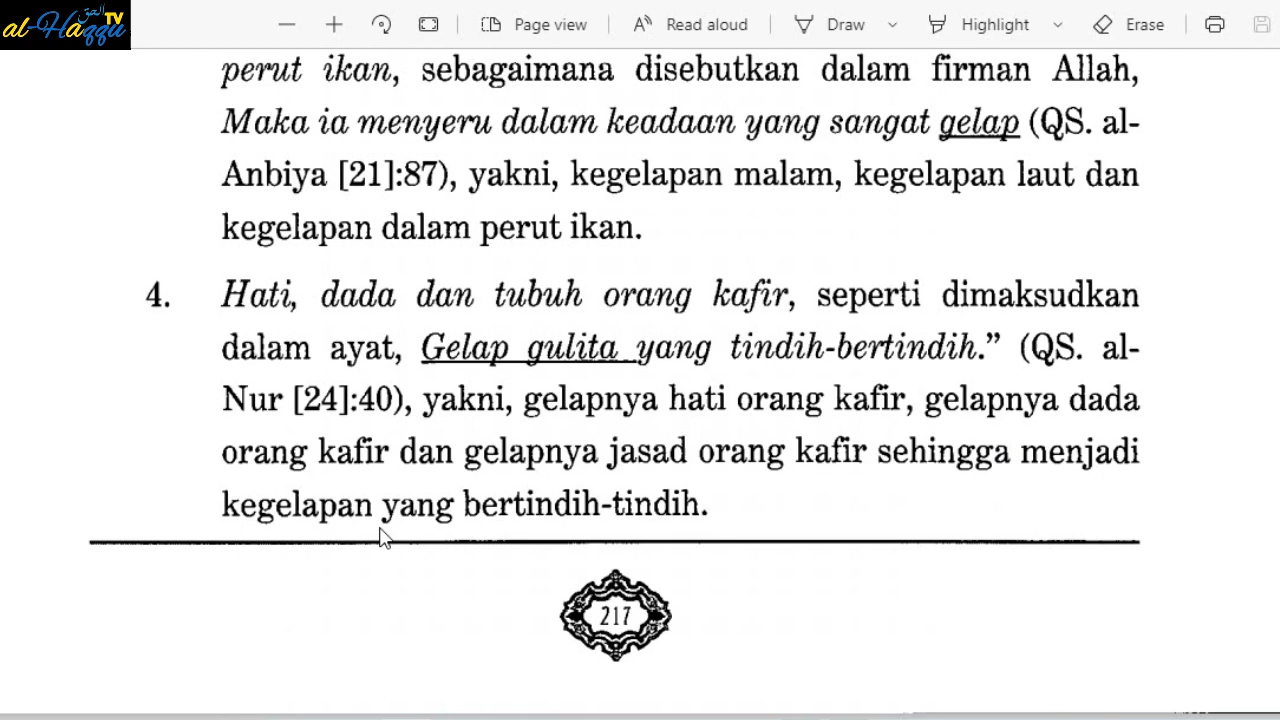 الحق
TV
al-Haqqu
Page view
Read aloud
Draw
Highlight
Erase
perut ikan, sebagaimana disebutkan dalam firman Allah,
Maka ia menyeru dalam keadaan yang sangat gelap (QS. al-
Anbiya [21]:87), yakni, kegelapan malam, kegelapan laut dan
kegelapan dalam perut ikan.
4. Hati, dada dan tubuh orang kafir, seperti dimaksudkan
dalam ayat, Gelap gulita yang tindih-bertindih.” (QS. al-
Nur [24]:40), yakni, gelapnya hati orang kafir, gelapnya dada
orang kafir dan gelapnya jasad orang kafir sehingga menjadi
kegelapan yang bertindih-tindih.
217